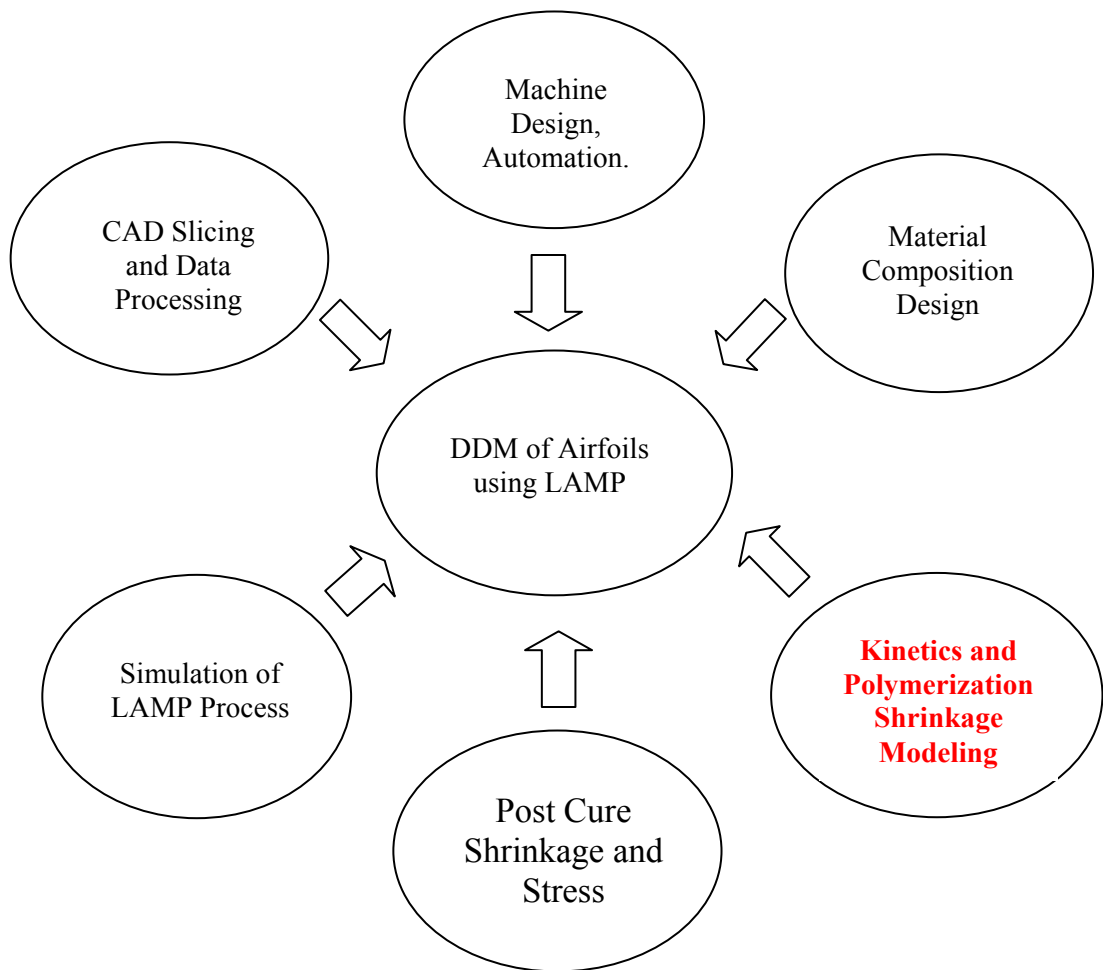 Machine
Design,
Automation.
CAD Slicing
and Data
Processing
Material
Composition
Design
DDM of Airfoils
using LAMP
Simulation of
LAMP Process
Kinetics and
Polymerization
Shrinkage
Modeling
Post Cure
Shrinkage and
Stress